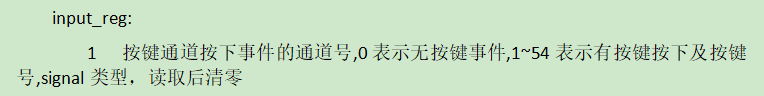 input_reg:
1 按键通道按下事件的通道号,0 表示无按键事件,1~54 表示有按键按下及按键
号,signal 类型，读取后清零